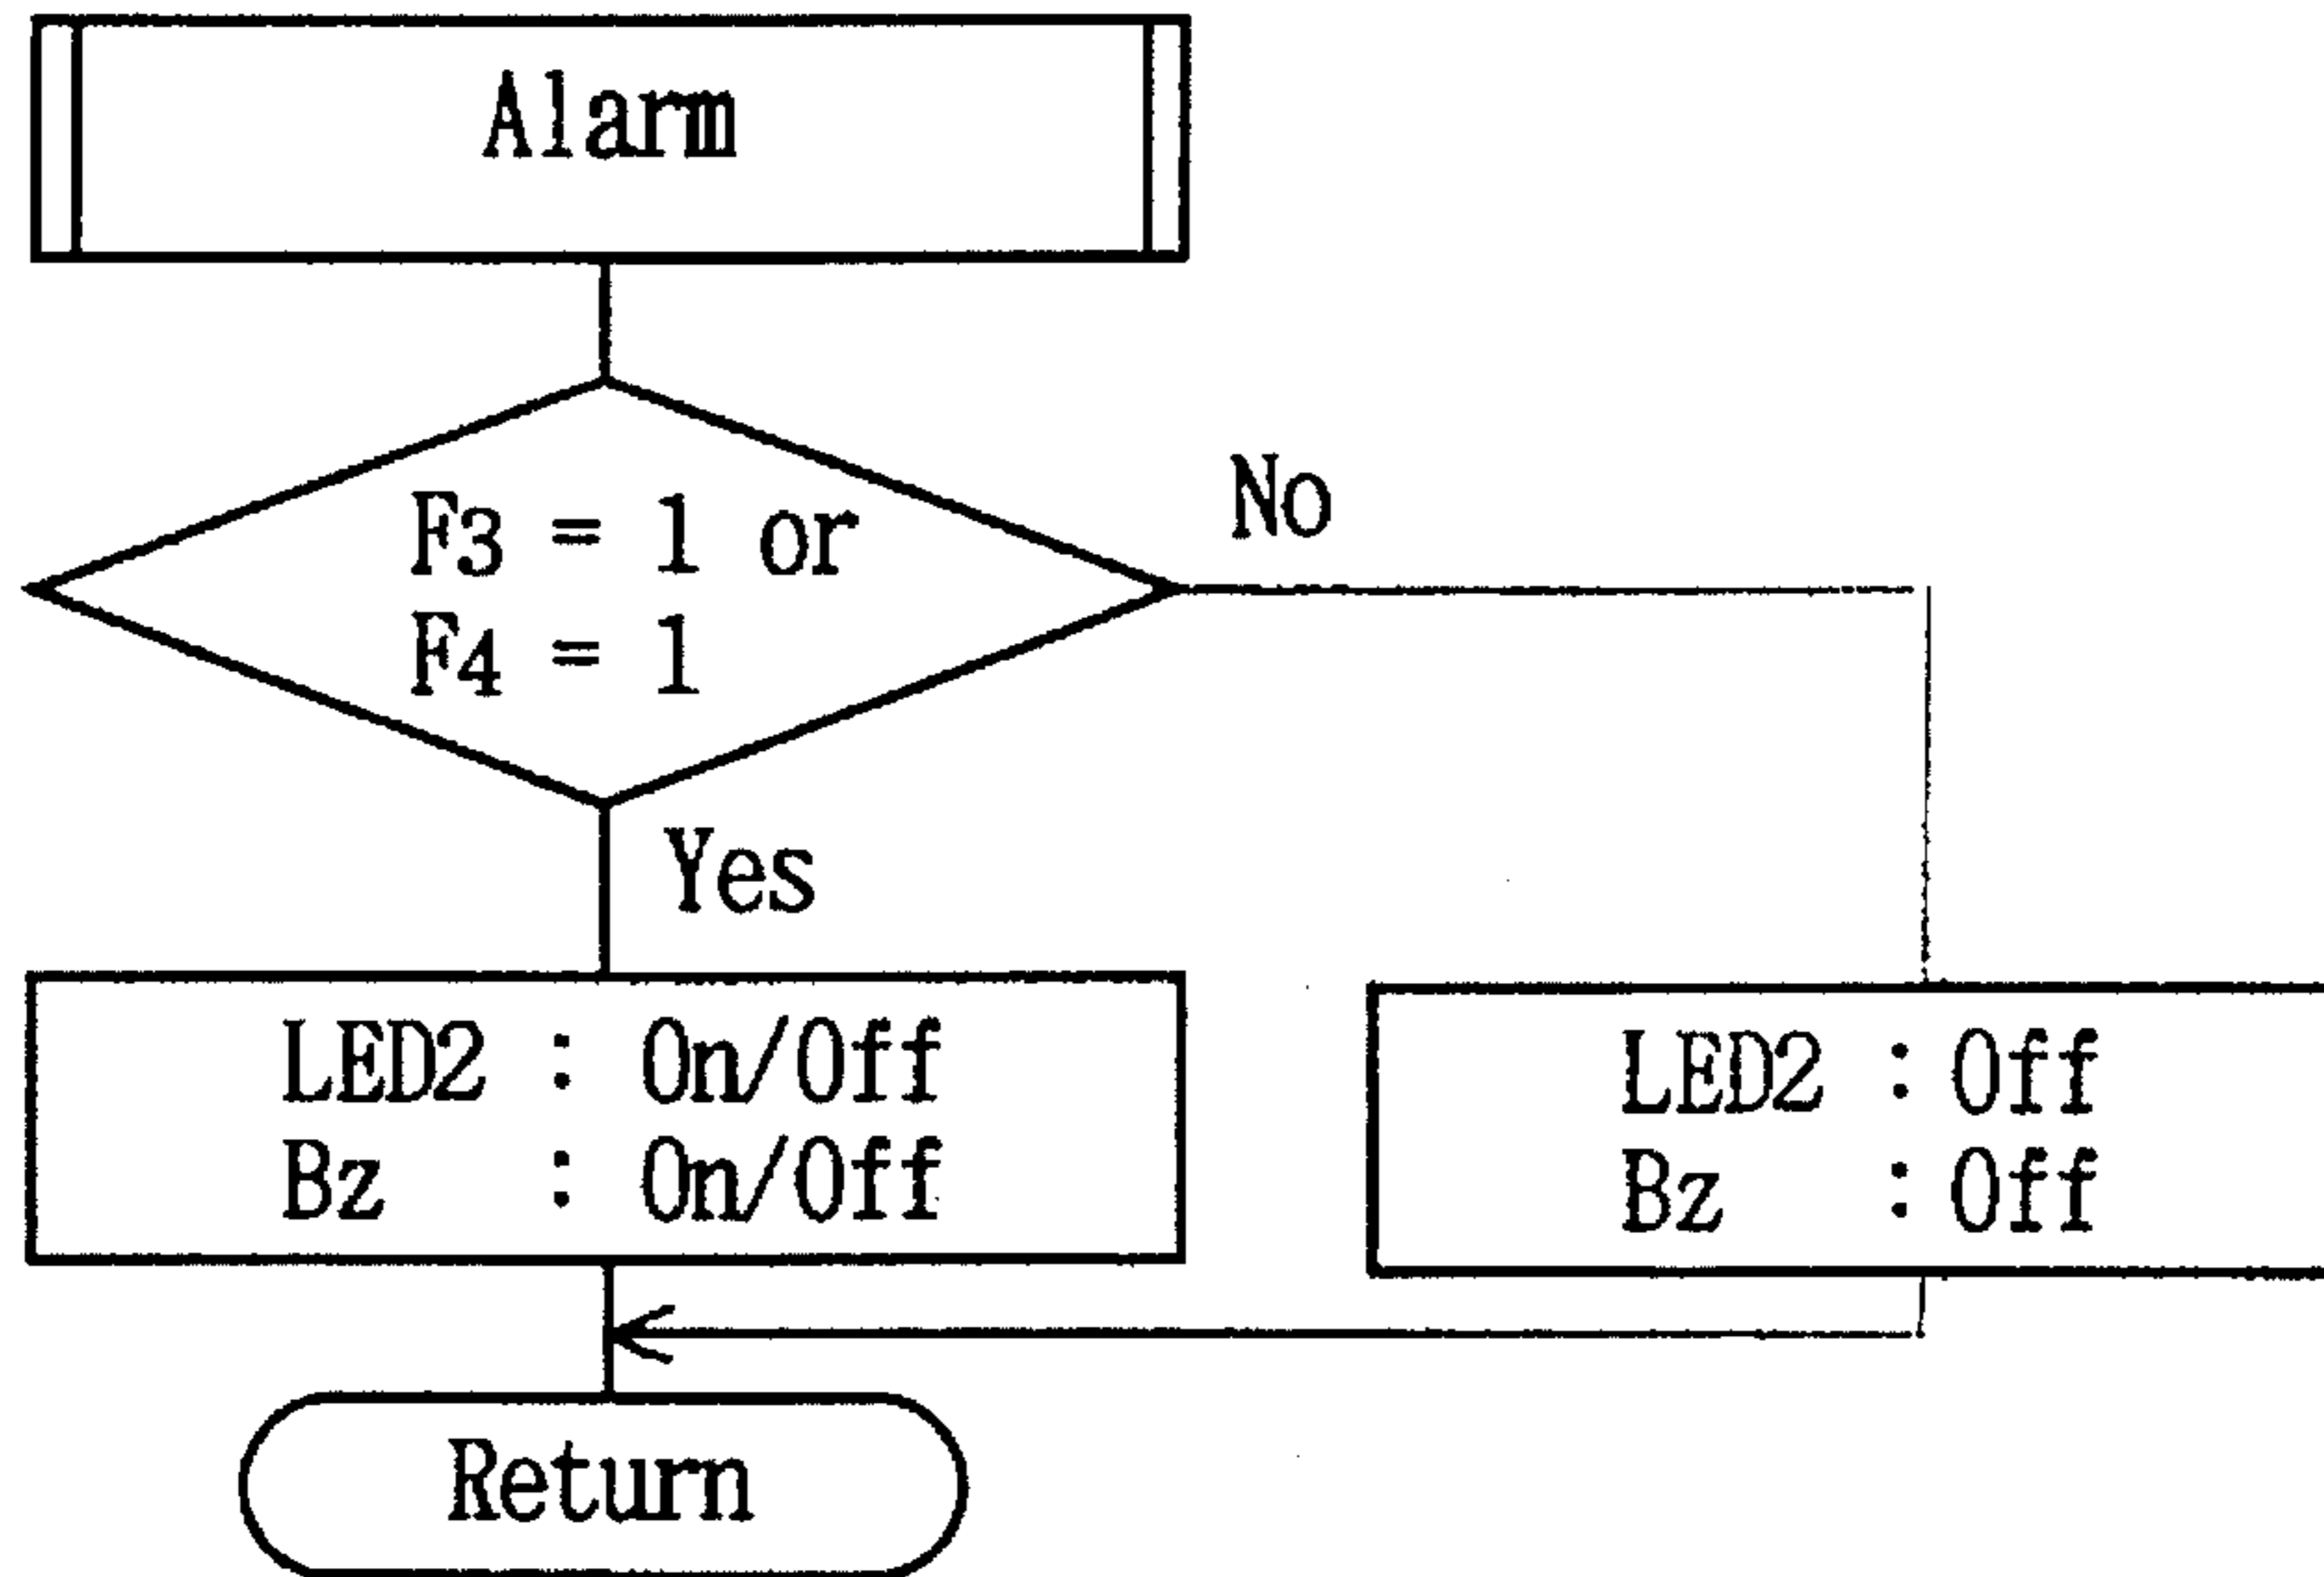 Alarm
F3 = 1 or
F4 = 1
No
Yes
LED2 : On/Off
Bz : On/Off
LED2 : Off
Bz : Off
Return